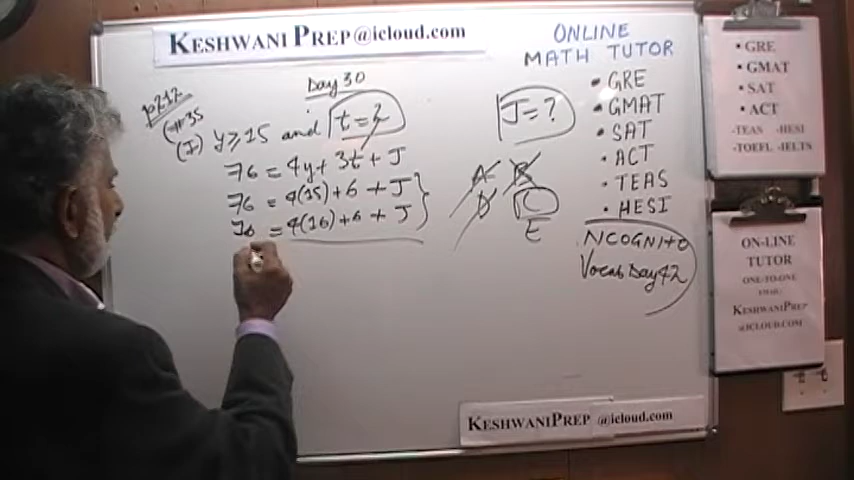 KESHWANI PREP@icloud.com
Day 30
p212
#35
(I) y ≥ 15 and t = 2
76 = 4y + 3t + J
76 = 4(15) + 6 + J
76 = 4(16) + 6 + J
J = ?
A B
D C
E
ONLINE
MATH TUTOR
• GRE
• GMAT
• SAT
• ACT
• TEAS
• HESI
NCOGNITO
Vocab Day 42
• GRE
• GMAT
• SAT
• ACT
-TEAS -HESI
-TOEFL -IELTS
ON-LINE
TUTOR
ONE-TO-ONE
KESHWANIPREP
@ICLOUD.COM
t t
KESHWANIPREP @icloud.com